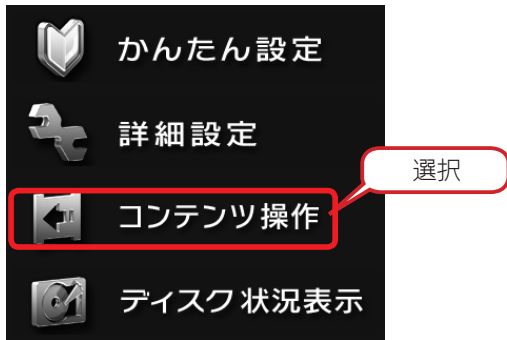 かんたん設定
詳細設定
選択
コンテンツ操作
ディスク状況表示